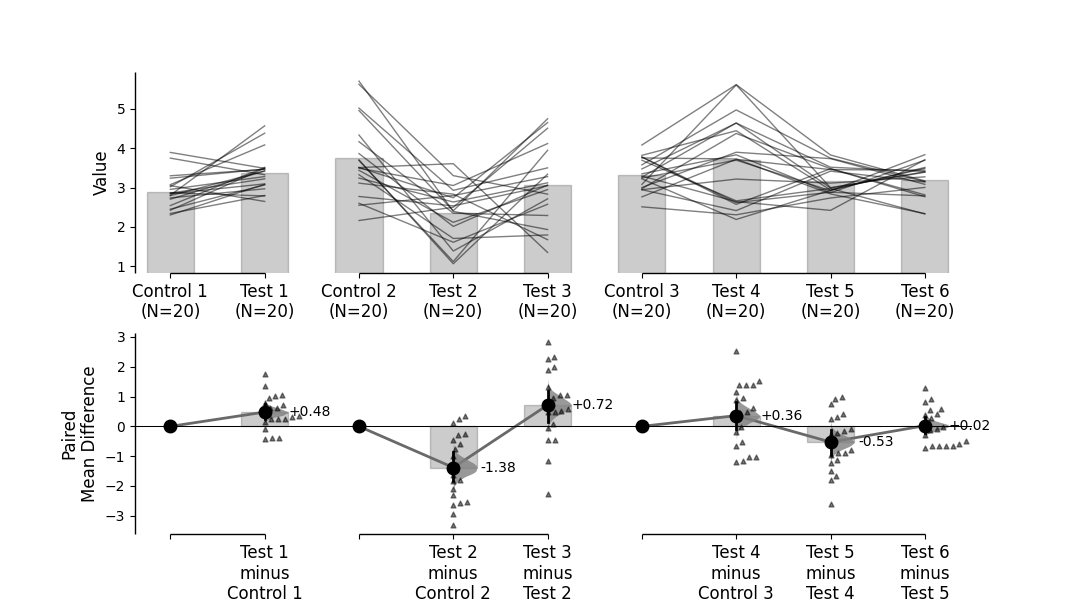 5
4
3
2
1
Value
Control 1 Test 1 Control 2 Test 2 Test 3 Control 3 Test 4 Test 5 Test 6
(N=20) (N=20) (N=20) (N=20) (N=20) (N=20) (N=20) (N=20) (N=20)
3
2
1
0
−1
−2
−3
Paired
Mean Difference
+0.48
-1.38
+0.72
+0.36
-0.53
+0.02
Test 1 Test 2 Test 3 Test 4 Test 5 Test 6
minus minus minus minus minus minus
Control 1 Control 2 Test 2 Control 3 Test 4 Test 5